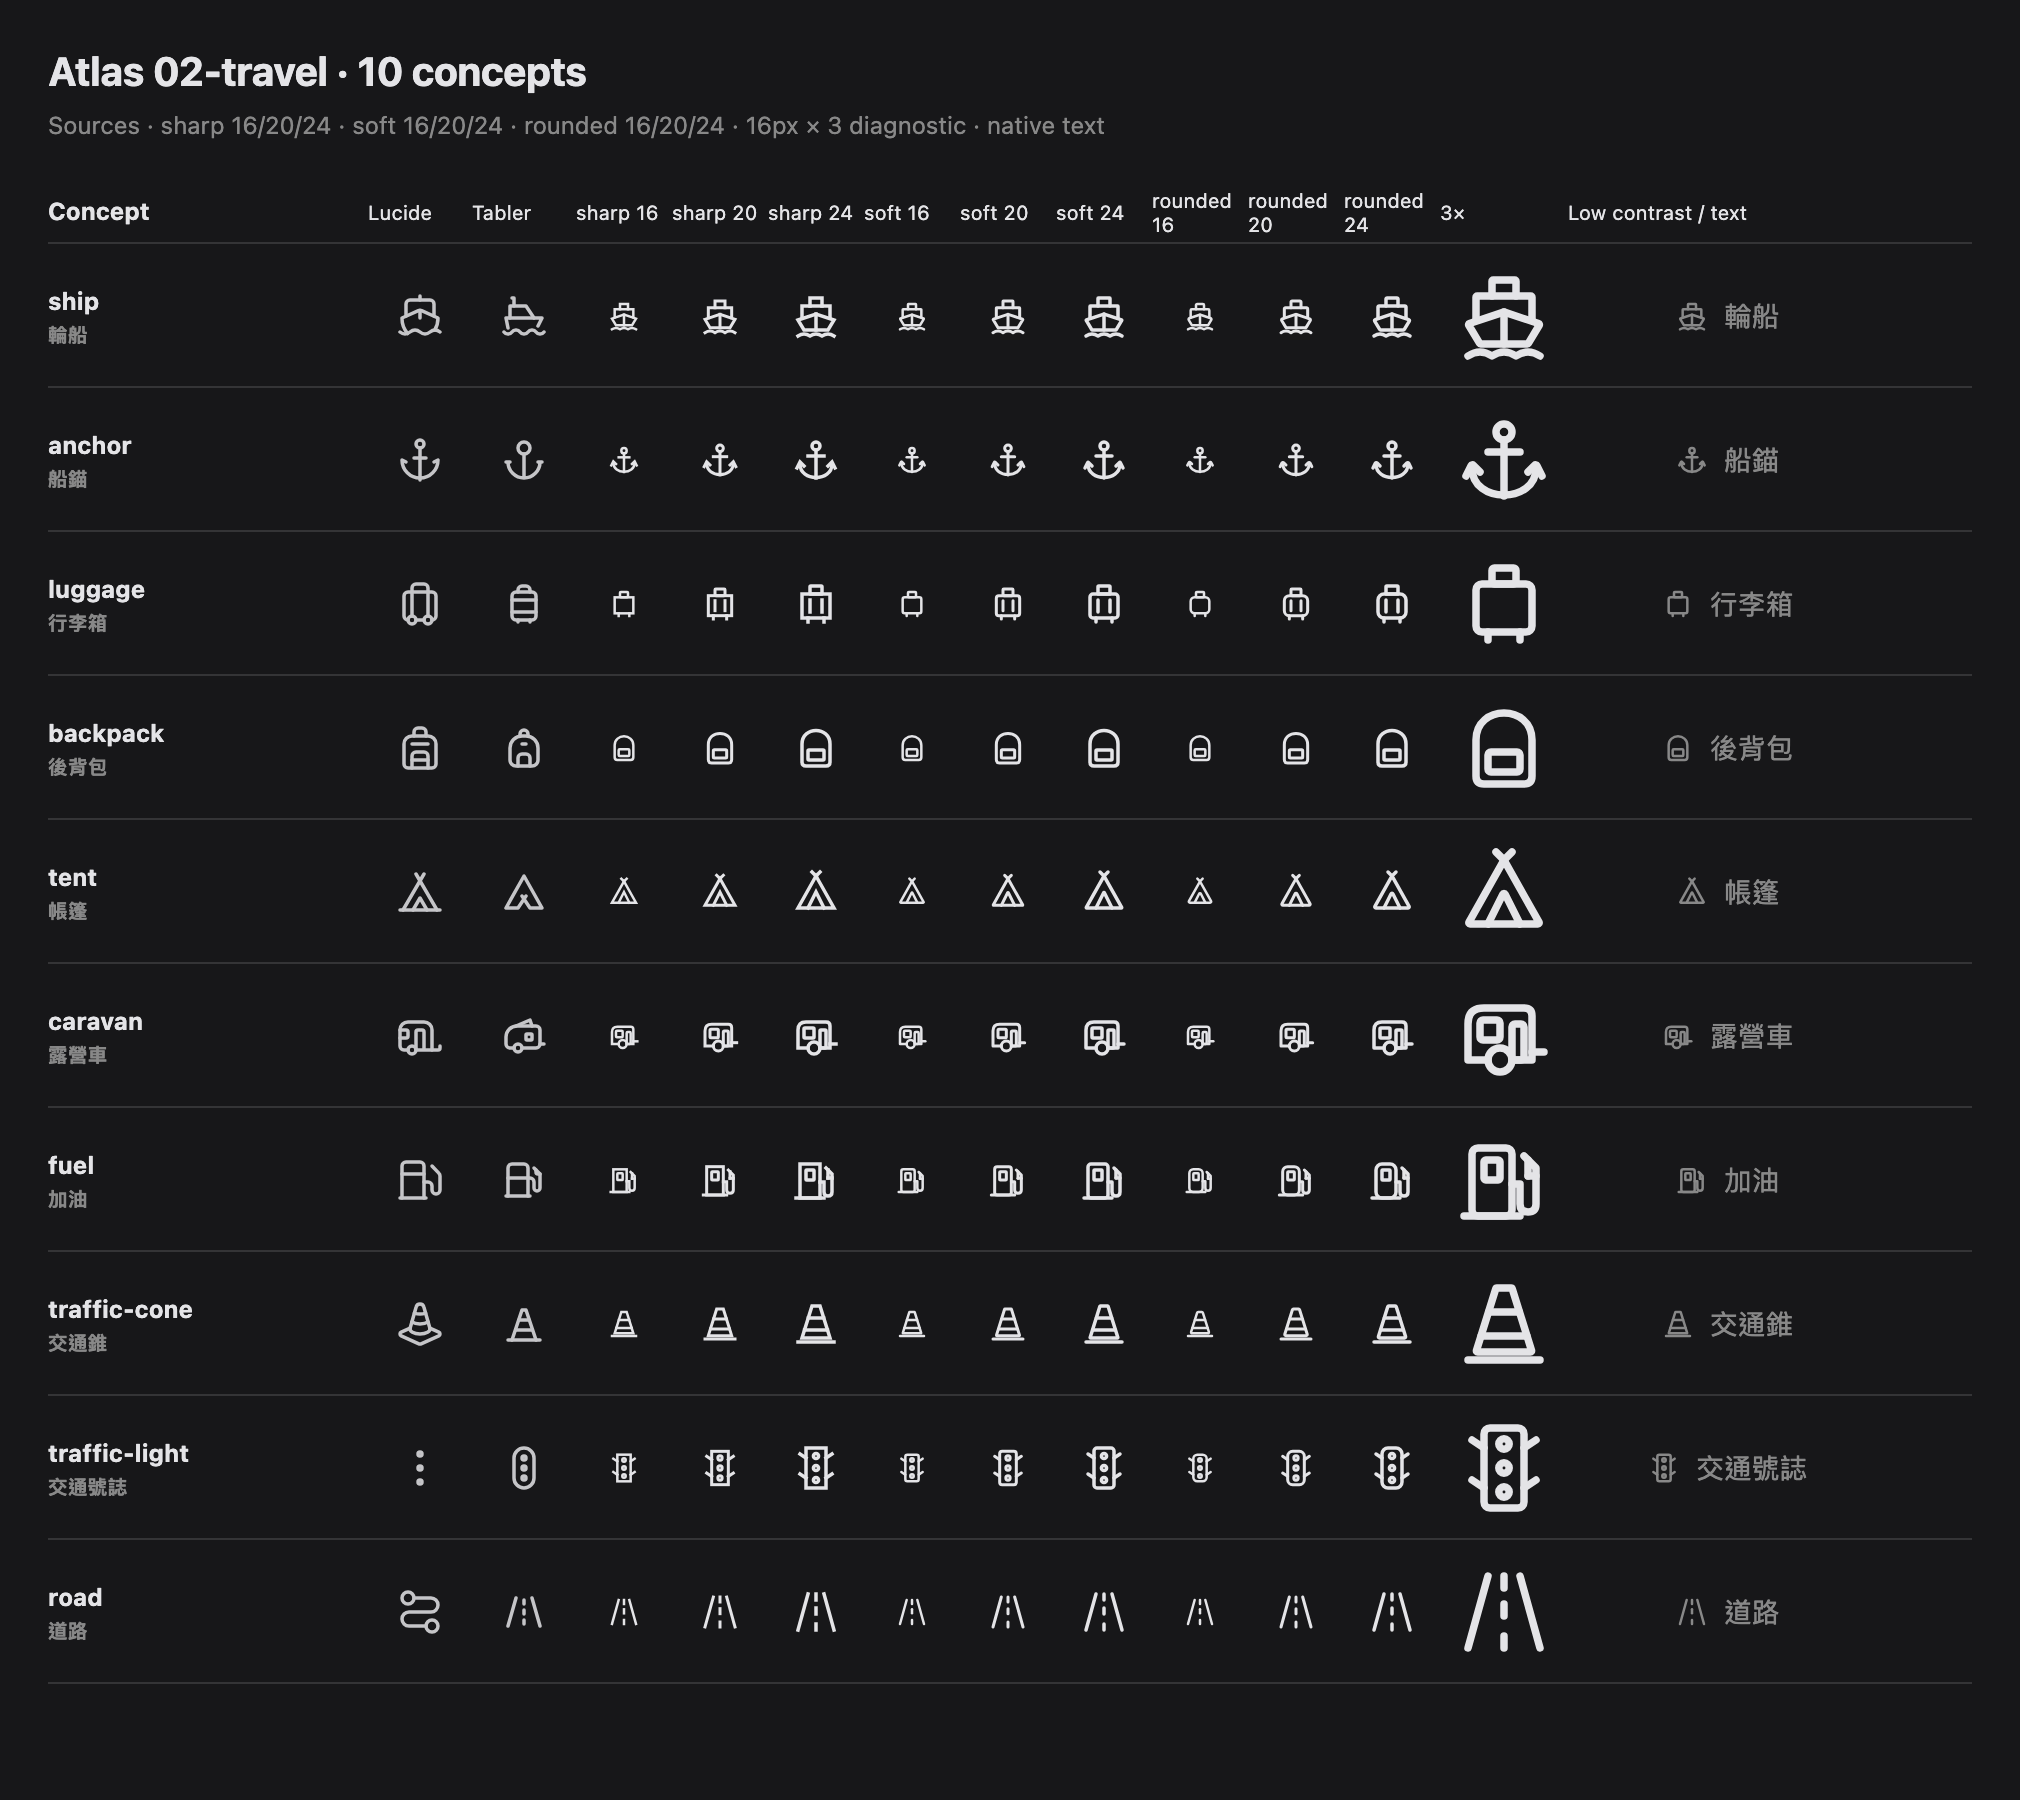 Atlas 02-travel · 10 concepts
Sources · sharp 16/20/24 · soft 16/20/24 · rounded 16/20/24 · 16px × 3 diagnostic · native text
Concept Lucide Tabler sharp 16 sharp 20 sharp 24 soft 16 soft 20 soft 24 rounded 16 rounded 20 rounded 24 3× Low contrast / text
ship
輪船
輪船
anchor
船錨
船錨
luggage
行李箱
行李箱
backpack
後背包
後背包
tent
帳篷
帳篷
caravan
露營車
露營車
fuel
加油
加油
traffic-cone
交通錐
交通錐
traffic-light
交通號誌
交通號誌
road
道路
道路